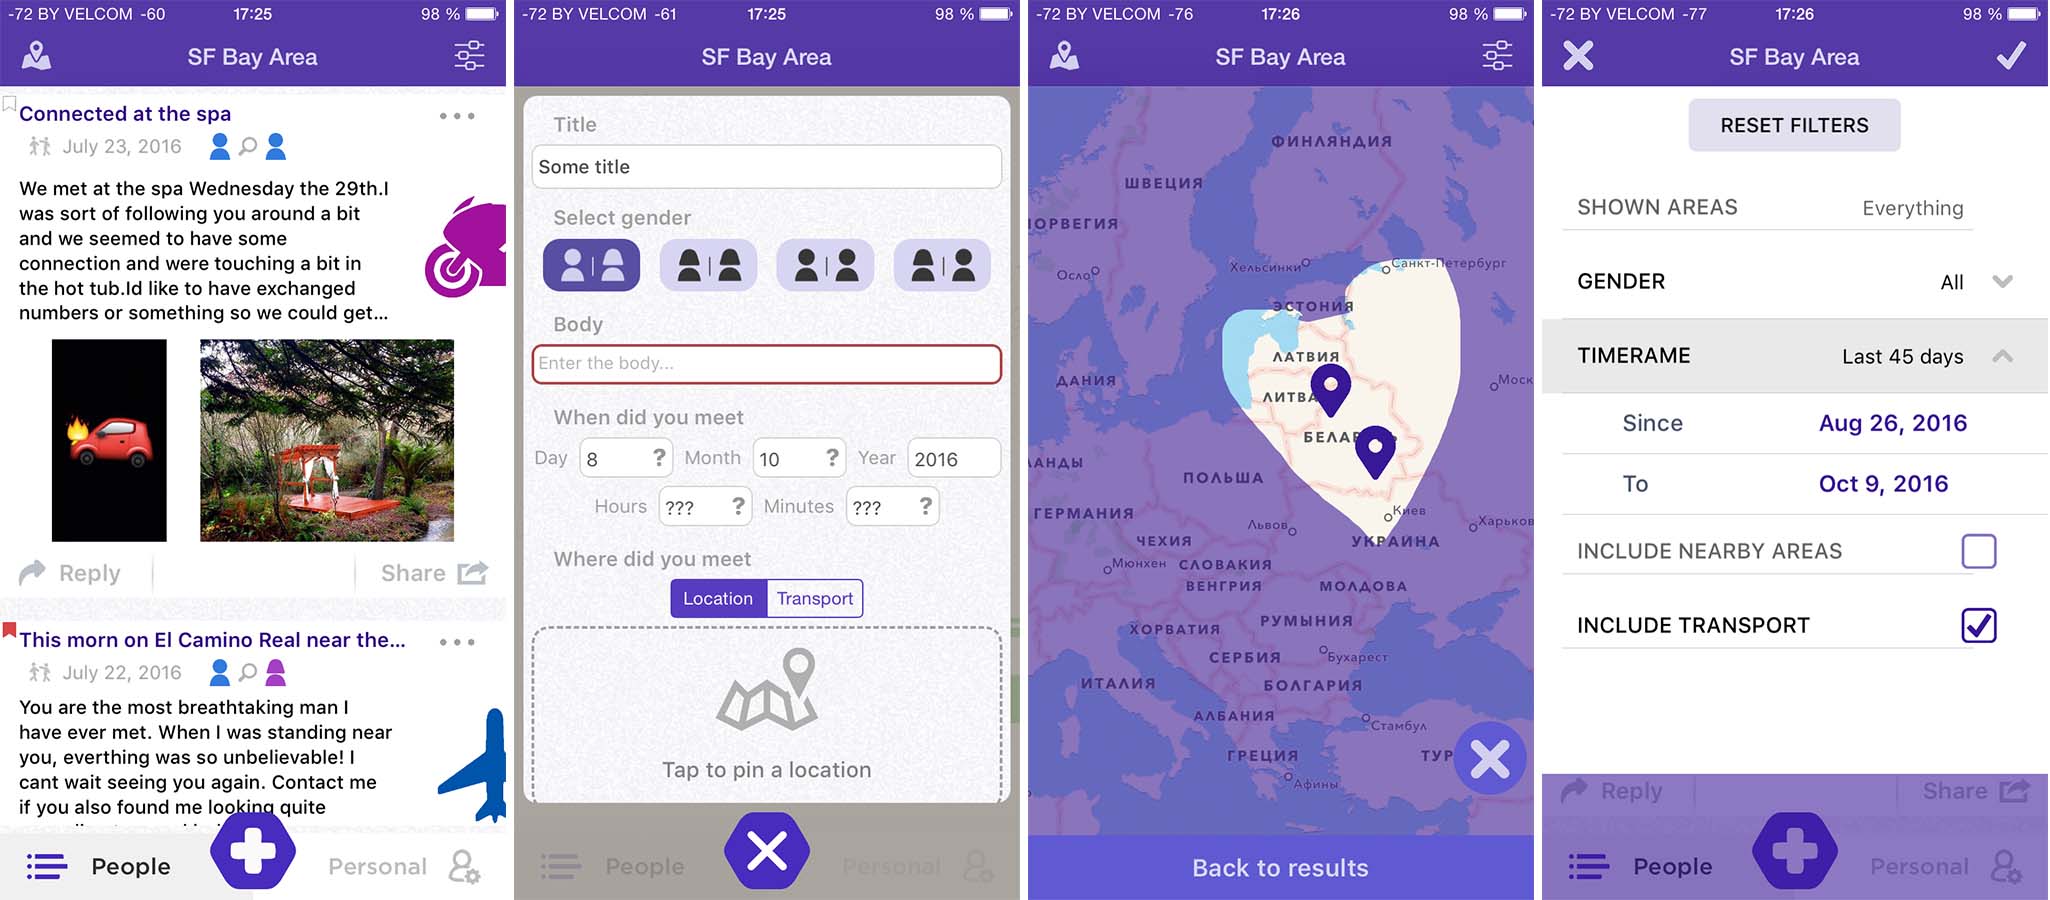 -72 BY VELCOM -60 17:25 98 %
SF Bay Area
Connected at the spa
July 23, 2016
We met at the spa Wednesday the 29th.I
was sort of following you around a bit
and we seemed to have some
connection and were touching a bit in
the hot tub.Id like to have exchanged
numbers or something so we could get...
Reply Share
This morn on El Camino Real near the...
July 22, 2016
You are the most breathtaking man I
have ever met. When I was standing near
you, everthing was so unbelievable! I
cant wait seeing you again. Contact me
if you also found me looking quite
People Personal
-72 BY VELCOM -61 17:25 98 %
SF Bay Area
Title
Some title
Select gender
Body
Enter the body...
When did you meet
Day 8 ? Month 10 ? Year 2016
Hours ??? ? Minutes ??? ?
Where did you meet
Location Transport
Tap to pin a location
People Personal
-72 BY VELCOM -76 17:26 98 %
SF Bay Area
ФИНЛЯНДИЯ
ШВЕЦИЯ
ОРВЕГИЯ
Хельсинки Санкт-Петербург
Осло
ЭСТОНИЯ
ЛАТВИЯ
ДАНИЯ Моск
ЛИТВА
БЕЛАР
АНДЫ
ПОЛЬША
ГЕРМАНИЯ Киев
Львов Харьков
ЧЕХИЯ УКРАИНА
Мюнхен СЛОВАКИЯ
ВЕНГРИЯ МОЛДОВА
ХОРВАТИЯ РУМЫНИЯ
СЕРБИЯ Бухарест
ИТАЛИЯ БОЛГАРИЯ
АЛБАНИЯ Стамбул
ГРЕЦИЯ ТУР
Афины
Back to results
-72 BY VELCOM -77 17:26 98 %
SF Bay Area
RESET FILTERS
SHOWN AREAS Everything
GENDER All
TIMERAME Last 45 days
Since Aug 26, 2016
To Oct 9, 2016
INCLUDE NEARBY AREAS
INCLUDE TRANSPORT
Reply Share
People Personal